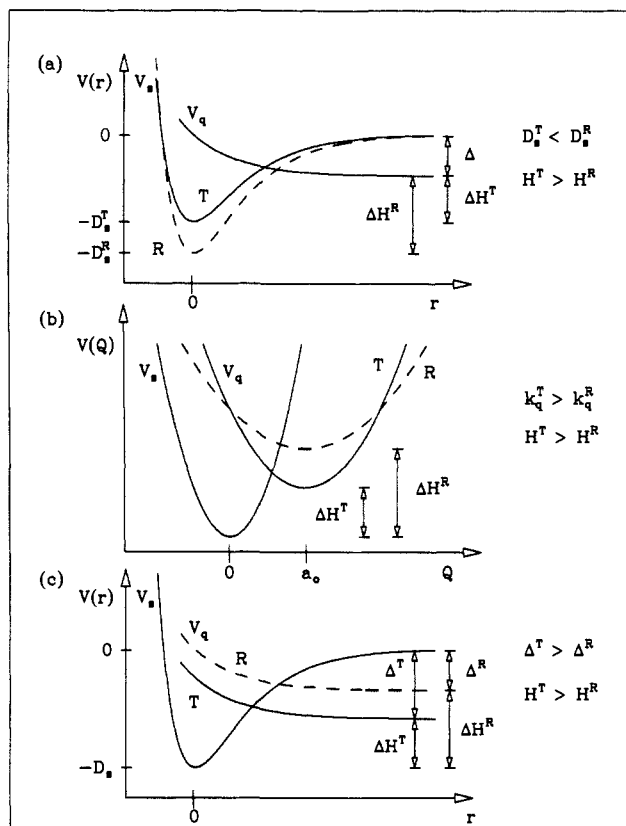 (a)
V(r)
V_s
V_q
0
T
Δ
D_s^T < D_s^R
H^T > H^R
ΔH^R
ΔH^T
-D_s^T
-D_s^R
R
0
r
(b)
V(Q)
V_s
V_q
T
R
k_q^T > k_q^R
H^T > H^R
ΔH^T
ΔH^R
0
a_o
Q
(c)
V(r)
V_s
V_q
0
R
T
Δ^T
Δ^R
Δ^T > Δ^R
H^T > H^R
ΔH^T
ΔH^R
-D_s
0
r